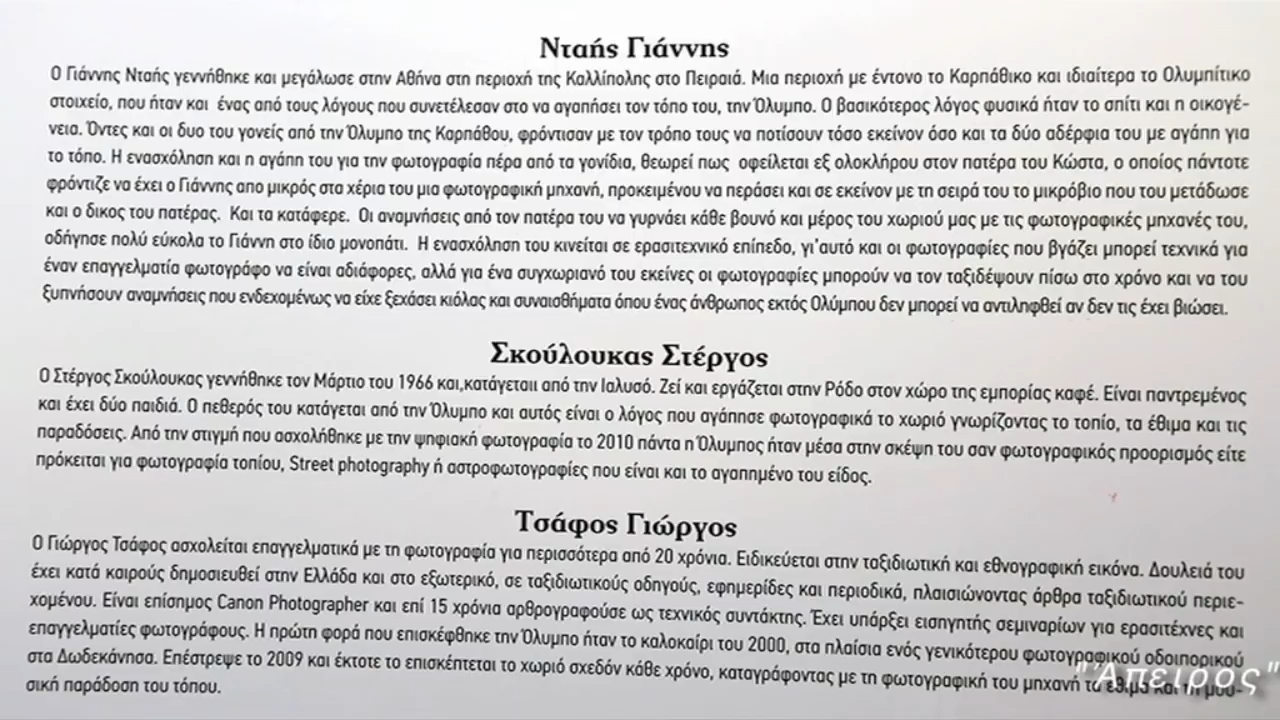 Νταής Γιάννης
Ο Γιάννης Νταής γεννήθηκε και μεγάλωσε στην Αθήνα στη περιοχή της Καλλίπολης στο Πειραιά. Μια περιοχή με έντονο το Καρπάθικο και ιδιαίτερα το Ολυμπίτικο
στοιχείο, που ήταν και ένας από τους λόγους που συνετέλεσαν στο να αγαπήσει τον τόπο του, την Όλυμπο. Ο βασικότερος λόγος φυσικά ήταν το σπίτι και η οικογέ-
νεια. Όντες και οι δυο του γονείς από την Όλυμπο της Καρπάθου, φρόντισαν με τον τρόπο τους να ποτίσουν τόσο εκείνον όσο και τα δύο αδέρφια του με αγάπη για
το τόπο. Η ενασχόληση και η αγάπη του για την φωτογραφία πέρα από τα γονίδια, θεωρεί πως οφείλεται εξ ολοκλήρου στον πατέρα του Κώστα, ο οποίος πάντοτε
φρόντιζε να έχει ο Γιάννης απο μικρός στα χέρια του μια φωτογραφική μηχανή, προκειμένου να περάσει και σε εκείνον με τη σειρά του το μικρόβιο που του μετάδωσε
και ο δικος του πατέρας. Και τα κατάφερε. Οι αναμνήσεις από τον πατέρα του να γυρνάει κάθε βουνό και μέρος του χωριού μας με τις φωτογραφικές μηχανές του,
οδήγησε πολύ εύκολα το Γιάννη στο ίδιο μονοπάτι. Η ενασχόληση του κινείται σε ερασιτεχνικό επίπεδο, γι'αυτό και οι φωτογραφίες που βγάζει μπορεί τεχνικά για
έναν επαγγελματία φωτογράφο να είναι αδιάφορες, αλλά για ένα συγχωριανό του εκείνες οι φωτογραφίες μπορούν να τον ταξιδέψουν πίσω στο χρόνο και να του
ξυπνήσουν αναμνήσεις που ενδεχομένως να είχε ξεχάσει κιόλας και συναισθήματα όπου ένας άνθρωπος εκτός Ολύμπου δεν μπορεί να αντιληφθεί αν δεν τις έχει βιώσει.
Σκούλουκας Στέργος
Ο Στέργος Σκούλουκας γεννήθηκε τον Μάρτιο του 1966 και,κατάγεταιι από την Ιαλυσό. Ζεί και εργάζεται στην Ρόδο στον χώρο της εμπορίας καφέ. Είναι παντρεμένος
και έχει δύο παιδιά. Ο πεθερός του κατάγεται από την Όλυμπο και αυτός είναι ο λόγος που αγάπησε φωτογραφικά το χωριό γνωρίζοντας το τοπίο, τα έθιμα και τις
παραδόσεις. Από την στιγμή που ασχολήθηκε με την ψηφιακή φωτογραφία το 2010 πάντα η Όλυμπος ήταν μέσα στην σκέψη του σαν φωτογραφικός προορισμός είτε
πρόκειται για φωτογραφία τοπίου, Street photography ή αστροφωτογραφίες που είναι και το αγαπημένο του είδος.
Τσάφος Γιώργος
Ο Γιώργος Τσάφος ασχολείται επαγγελματικά με τη φωτογραφία για περισσότερα από 20 χρόνια. Ειδικεύεται στην ταξιδιωτική και εθνογραφική εικόνα. Δουλειά του
έχει κατά καιρούς δημοσιευθεί στην Ελλάδα και στο εξωτερικό, σε ταξιδιωτικούς οδηγούς, εφημερίδες και περιοδικά, πλαισιώνοντας άρθρα ταξιδιωτικού περιε-
χομένου. Είναι επίσημος Canon Photographer και επί 15 χρόνια αρθρογραφούσε ως τεχνικός συντάκτης. Έχει υπάρξει εισηγητής σεμιναρίων για ερασιτέχνες και
επαγγελματίες φωτογράφους. Η πρώτη φορά που επισκέφθηκε την Όλυμπο ήταν το καλοκαίρι του 2000, στα πλαίσια ενός γενικότερου φωτογραφικού οδοιπορικού
στα Δωδεκάνησα. Επέστρεψε το 2009 και έκτοτε το επισκέπτεται το χωριό σχεδόν κάθε χρόνο, καταγράφοντας με τη φωτογραφική του μηχανή τα έθιμα και τη μου-
σική παράδοση του τόπου.
"Άπειρος"